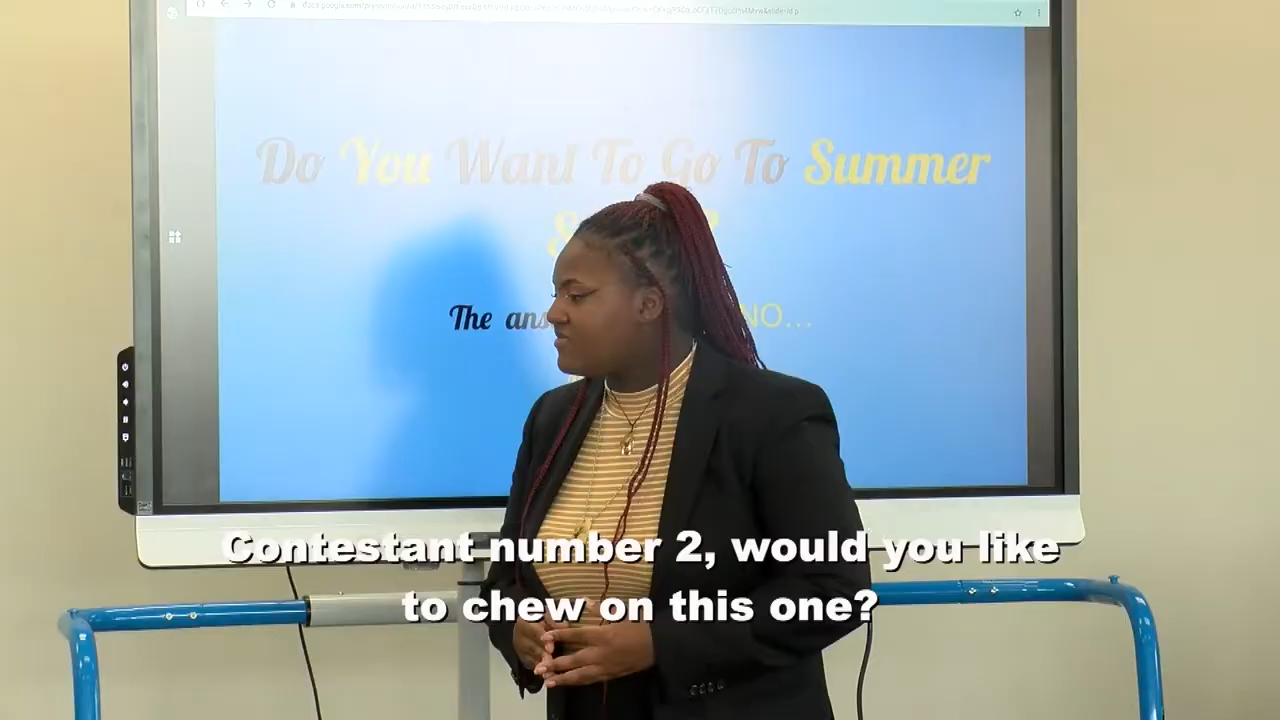 Do You Want To Go To Summer
The ans
NO...
Contestant number 2, would you like
to chew on this one?